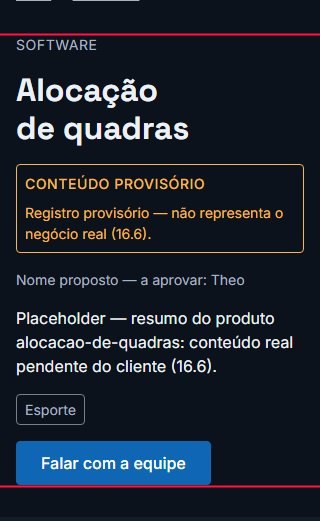 SOFTWARE
Alocação
de quadras
CONTEÚDO PROVISÓRIO
Registro provisório — não representa o
negócio real (16.6).
Nome proposto — a aprovar: Theo
Placeholder — resumo do produto
alocacao-de-quadras: conteúdo real
pendente do cliente (16.6).
Esporte
Falar com a equipe